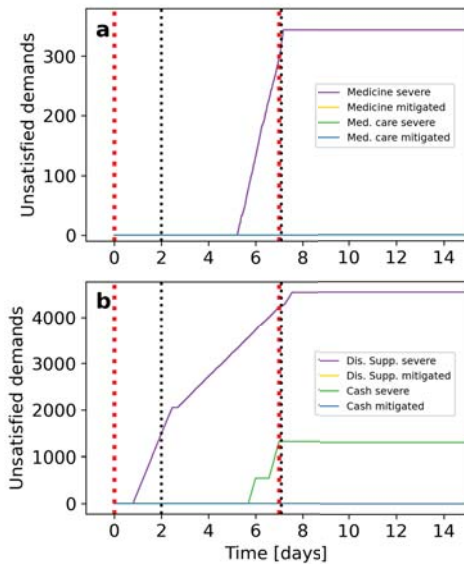 a
Unsatisfied demands
300
200
100
0
Medicine severe
Medicine mitigated
Med. care severe
Med. care mitigated
0 2 4 6 8 10 12 14
b
Unsatisfied demands
4000
3000
2000
1000
0
Dis. Supp. severe
Dis. Supp. mitigated
Cash severe
Cash mitigated
0 2 4 6 8 10 12 14
Time [days]